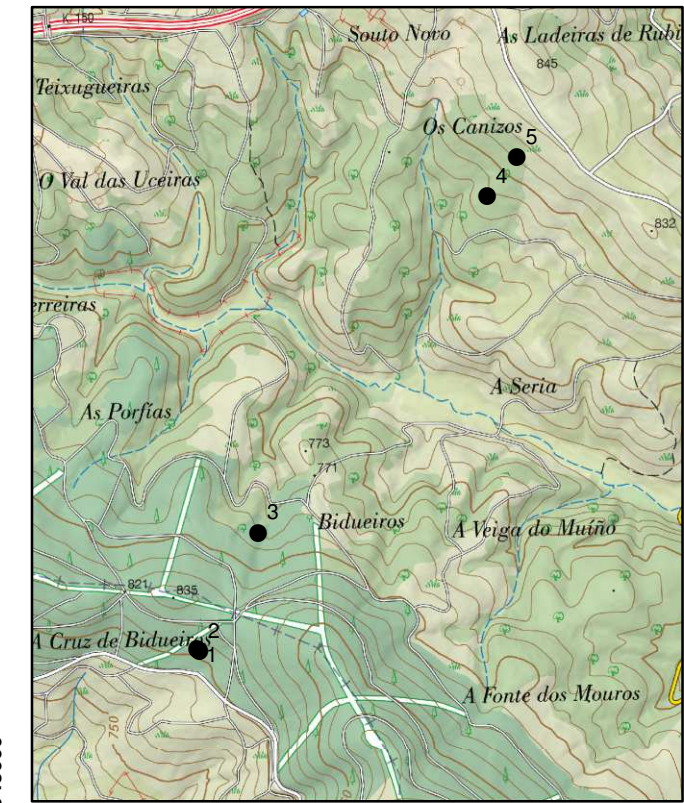 K 150
Souto Novo
As Ladeiras de Rubi
845
Teixugueiras
Os Canizos
5
4
O Val das Uceiras
832
erreiras
A Seria
As Porfías
773
771
3
Bidueiros
A Veiga do Muíño
821
835
A Cruz de Bidueiros
2
1
A Fonte dos Mouros
750